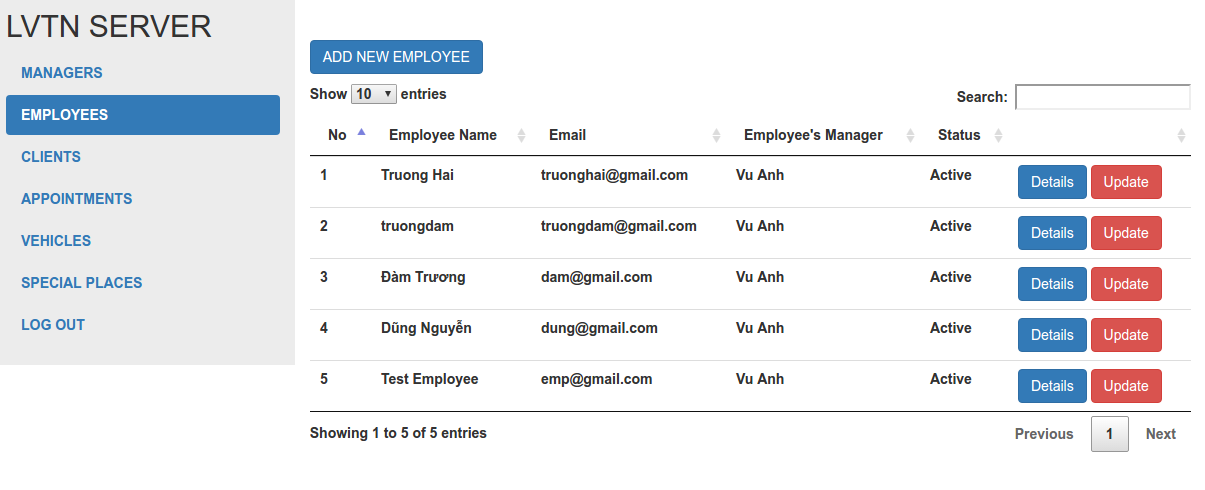 LVTN SERVER
MANAGERS
EMPLOYEES
CLIENTS
APPOINTMENTS
VEHICLES
SPECIAL PLACES
LOG OUT
ADD NEW EMPLOYEE
Show 10 entries
Search:
No Employee Name Email Employee's Manager Status
1 Truong Hai truonghai@gmail.com Vu Anh Active Details Update
2 truongdam truongdam@gmail.com Vu Anh Active Details Update
3 Đàm Trương dam@gmail.com Vu Anh Active Details Update
4 Dũng Nguyễn dung@gmail.com Vu Anh Active Details Update
5 Test Employee emp@gmail.com Vu Anh Active Details Update
Showing 1 to 5 of 5 entries
Previous 1 Next